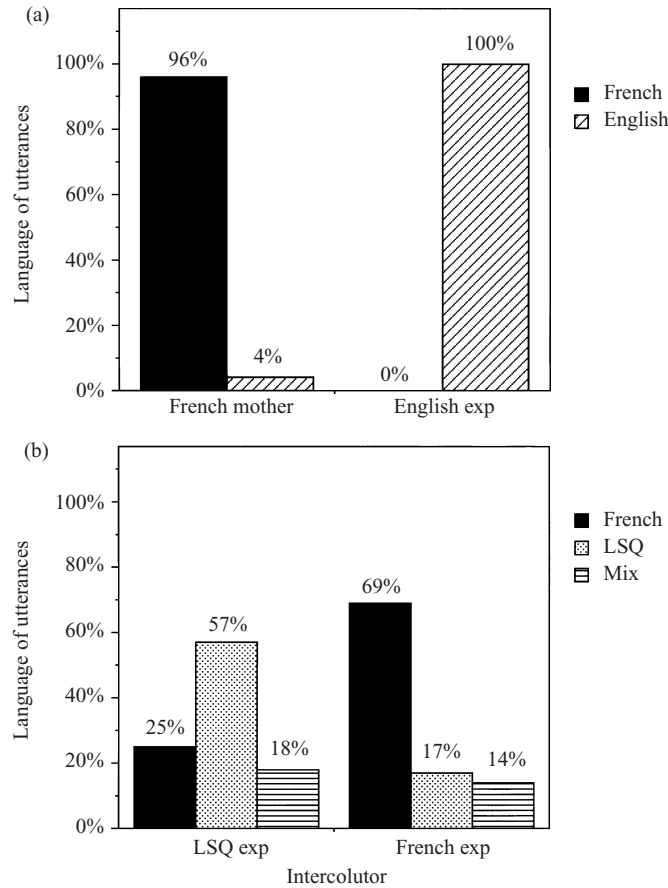 (a)
96%
100%
100%
80%
60%
40%
20%
0%
4%
0%
Language of utterances
French mother
English exp
French
English
(b)
100%
80%
60%
40%
20%
0%
25%
57%
18%
69%
17%
14%
Language of utterances
LSQ exp
French exp
Intercolutor
French
LSQ
Mix